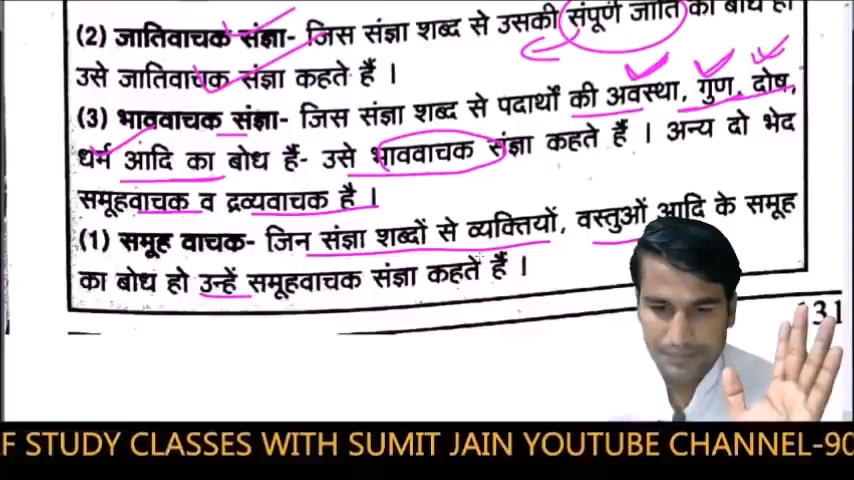 (2) जातिवाचक संज्ञा- जिस संज्ञा शब्द से उसकी संपूर्ण जाति का बोध हो
उसे जातिवाचक संज्ञा कहते हैं ।
(3) भाववाचक संज्ञा- जिस संज्ञा शब्द से पदार्थों की अवस्था, गुण, दोष,
धर्म आदि का बोध हैं- उसे भाववाचक संज्ञा कहते हैं । अन्य दो भेद
समूहवाचक व द्रव्यवाचक है ।
(1) समूह वाचक- जिन संज्ञा शब्दों से व्यक्तियों, वस्तुओं आदि के समूह
का बोध हो उन्हें समूहवाचक संज्ञा कहते हैं ।
131
F STUDY CLASSES WITH SUMIT JAIN YOUTUBE CHANNEL-90